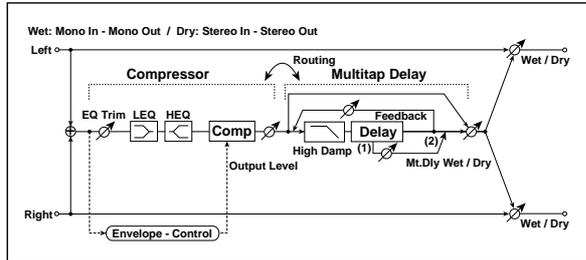 Wet: Mono In - Mono Out / Dry: Stereo In - Stereo Out
Left
Wet / Dry
Routing
Compressor
Multitap Delay
EQ Trim
LEQ
HEQ
Comp
Feedback
Delay
High Damp
(1)
(2)
Output Level
Mt.Dly Wet / Dry
Right
Wet / Dry
Envelope - Control